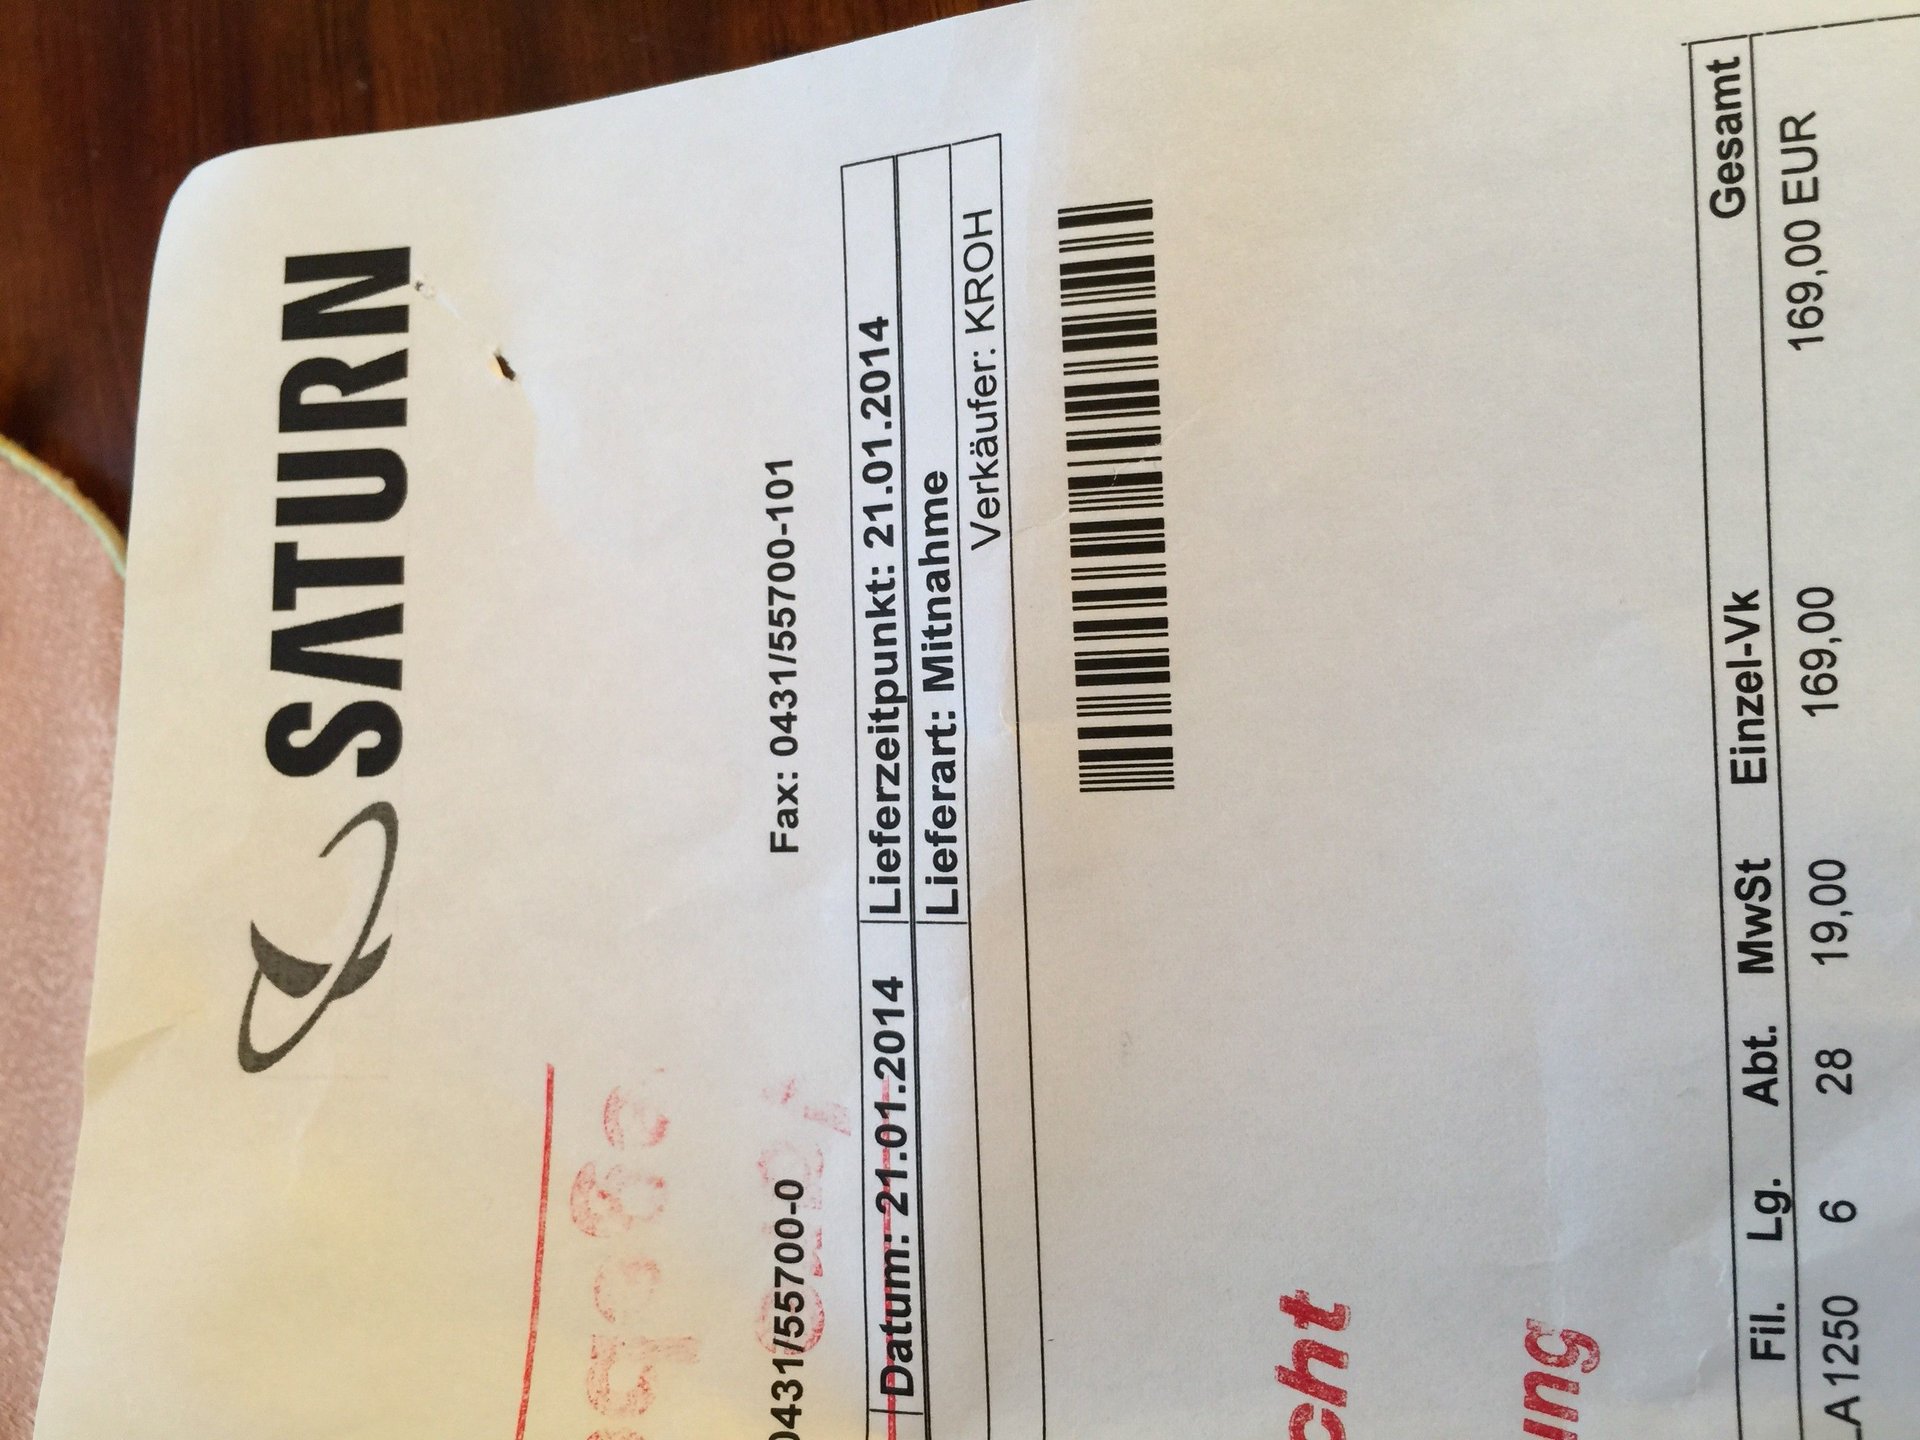 SATURN
0431/55700-0 Fax: 0431/55700-101
Datum: 21.01.2014 Lieferzeitpunkt: 21.01.2014
Lieferart: Mitnahme
Verkäufer: KROH
Fil. Lg. Abt. MwSt Einzel-Vk Gesamt
A1250 6 28 19,00 169,00 169,00 EUR